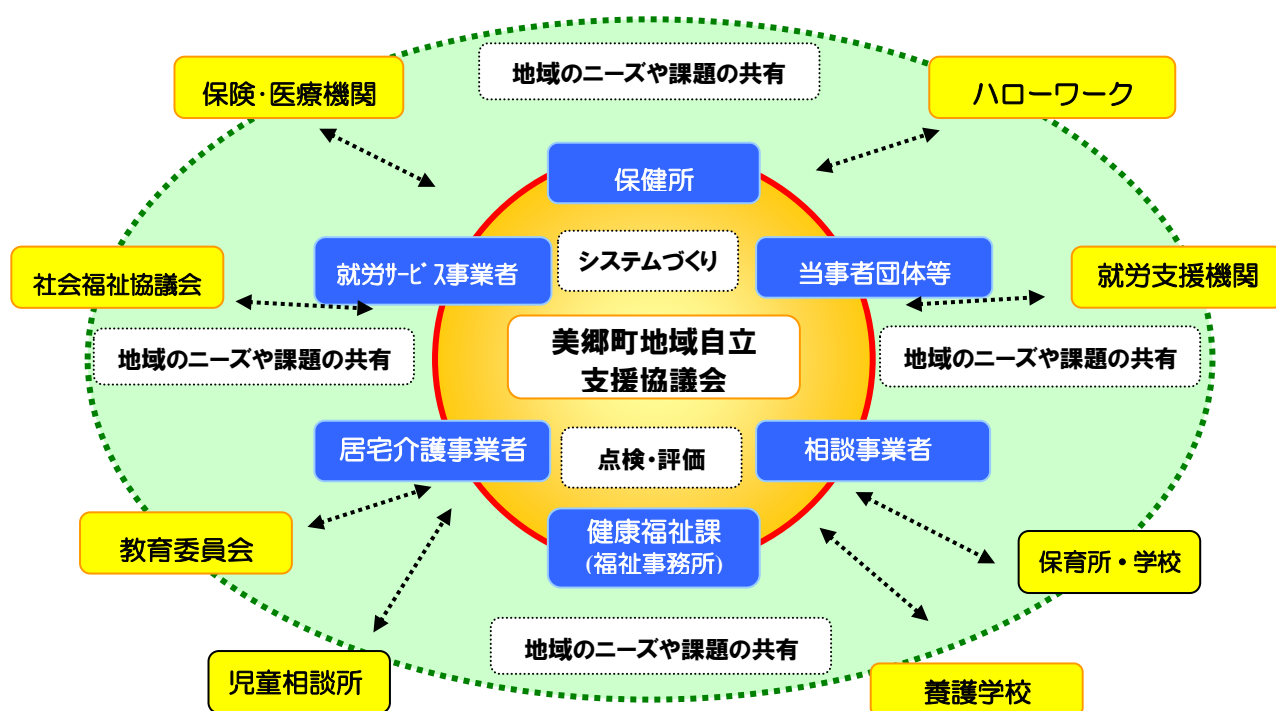 地域のニーズや課題の共有
保険・医療機関
ハローワーク
保健所
就労ｻｰﾋﾞｽ事業者
システムづくり
当事者団体等
社会福祉協議会
就労支援機関
地域のニーズや課題の共有
美郷町地域自立
支援協議会
地域のニーズや課題の共有
居宅介護事業者
点検・評価
相談事業者
教育委員会
健康福祉課
(福祉事務所)
保育所・学校
地域のニーズや課題の共有
児童相談所
養護学校